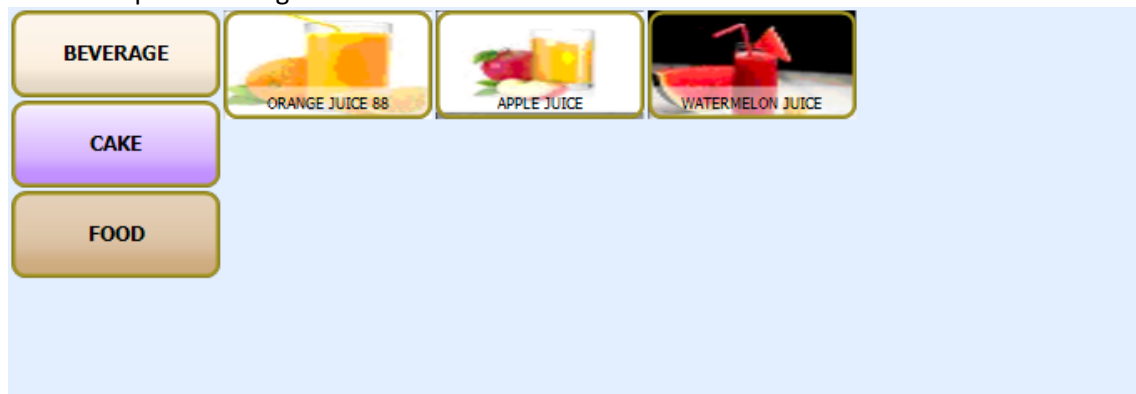 BEVERAGE
ORANGE JUICE 88
APPLE JUICE
WATERMELON JUICE
CAKE
FOOD